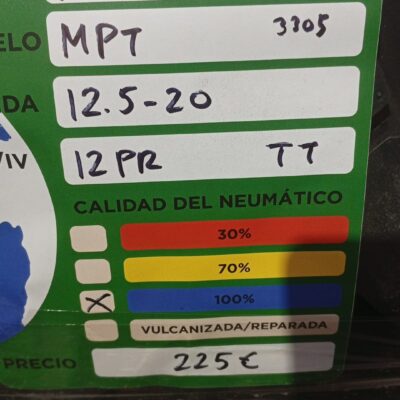 ELO MPT 3305
DA 12.5-20
/IV 12PR TT
CALIDAD DEL NEUMÁTICO
30%
70%
X 100%
VULCANIZADA/REPARADA
PRECIO 225€